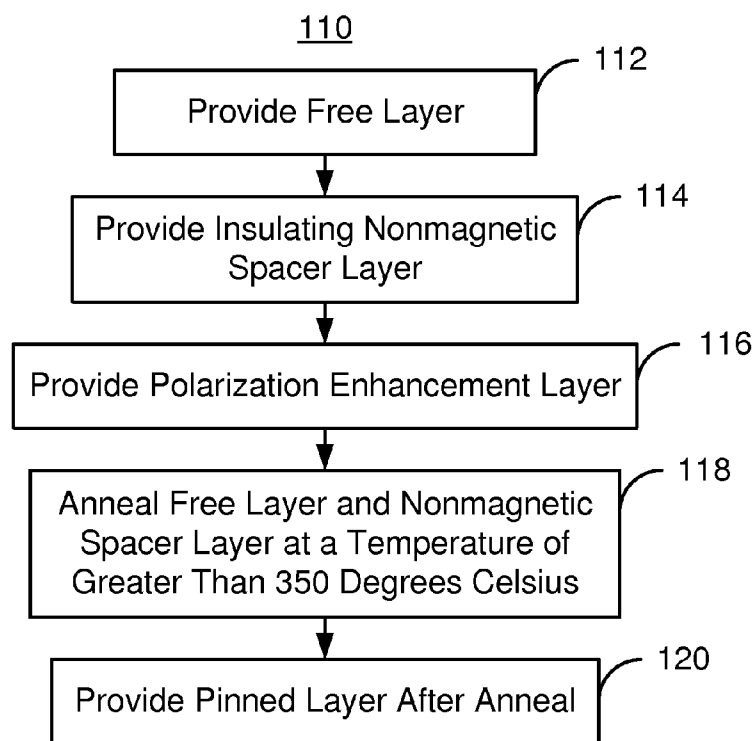 110
112
Provide Free Layer
114
Provide Insulating Nonmagnetic
Spacer Layer
116
Provide Polarization Enhancement Layer
118
Anneal Free Layer and Nonmagnetic
Spacer Layer at a Temperature of
Greater Than 350 Degrees Celsius
120
Provide Pinned Layer After Anneal